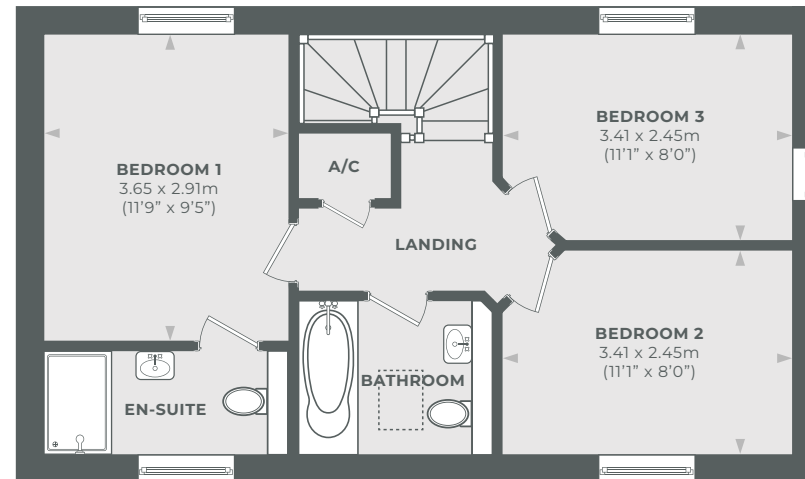 BEDROOM 1
3.65 x 2.91m
(11’9” x 9’5”)
A/C
LANDING
BEDROOM 3
3.41 x 2.45m
(11’1” x 8’0”)
BEDROOM 2
3.41 x 2.45m
(11’1” x 8’0”)
EN-SUITE
BATHROOM